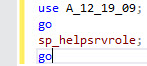 use A_12_19_09;
go
sp_helpsrvrole;
go